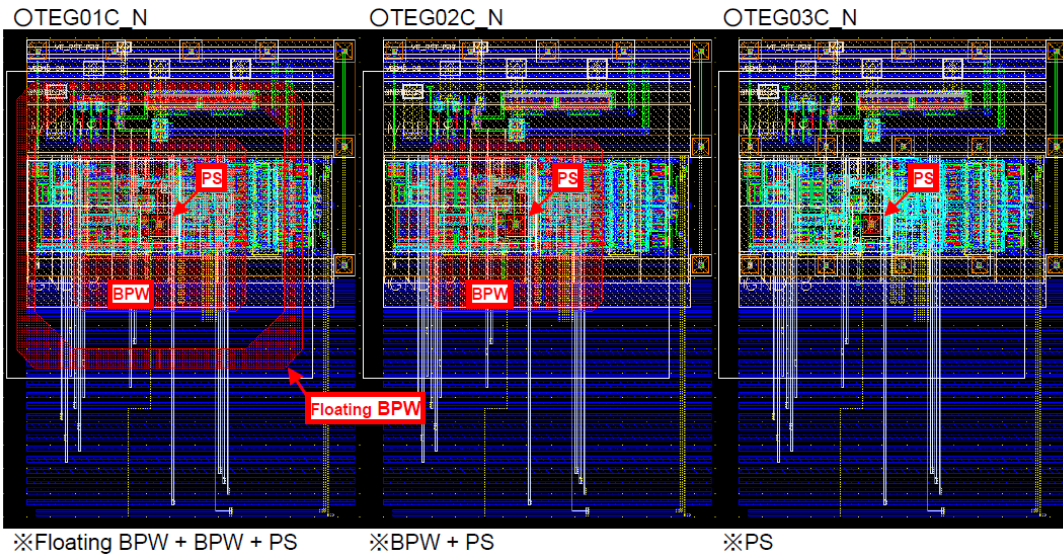 ○TEG01C_N
○TEG02C_N
○TEG03C_N
PS
PS
PS
BPW
BPW
Floating BPW
※Floating BPW + BPW + PS
※BPW + PS
※PS